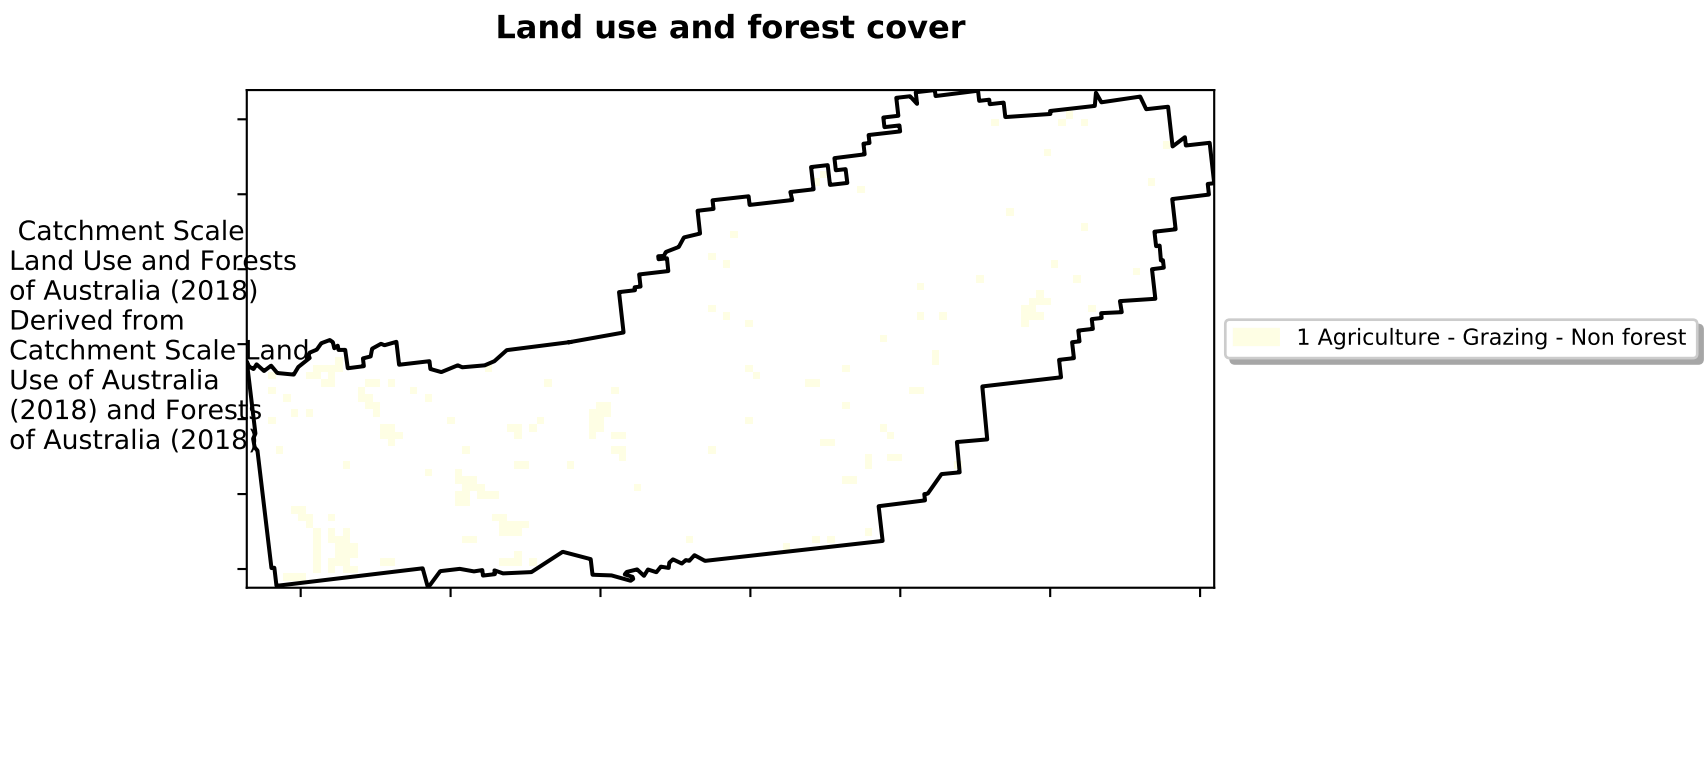 Land use and forest cover
Catchment Scale
Land Use and Forests
of Australia (2018)
Derived from
Catchment Scale Land
Use of Australia
(2018) and Forests
of Australia (2018)
1 Agriculture - Grazing - Non forest